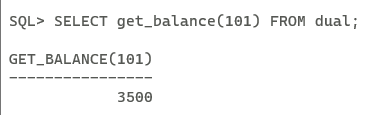 SQL> SELECT get_balance(101) FROM dual;
GET_BALANCE(101)
----------------
3500